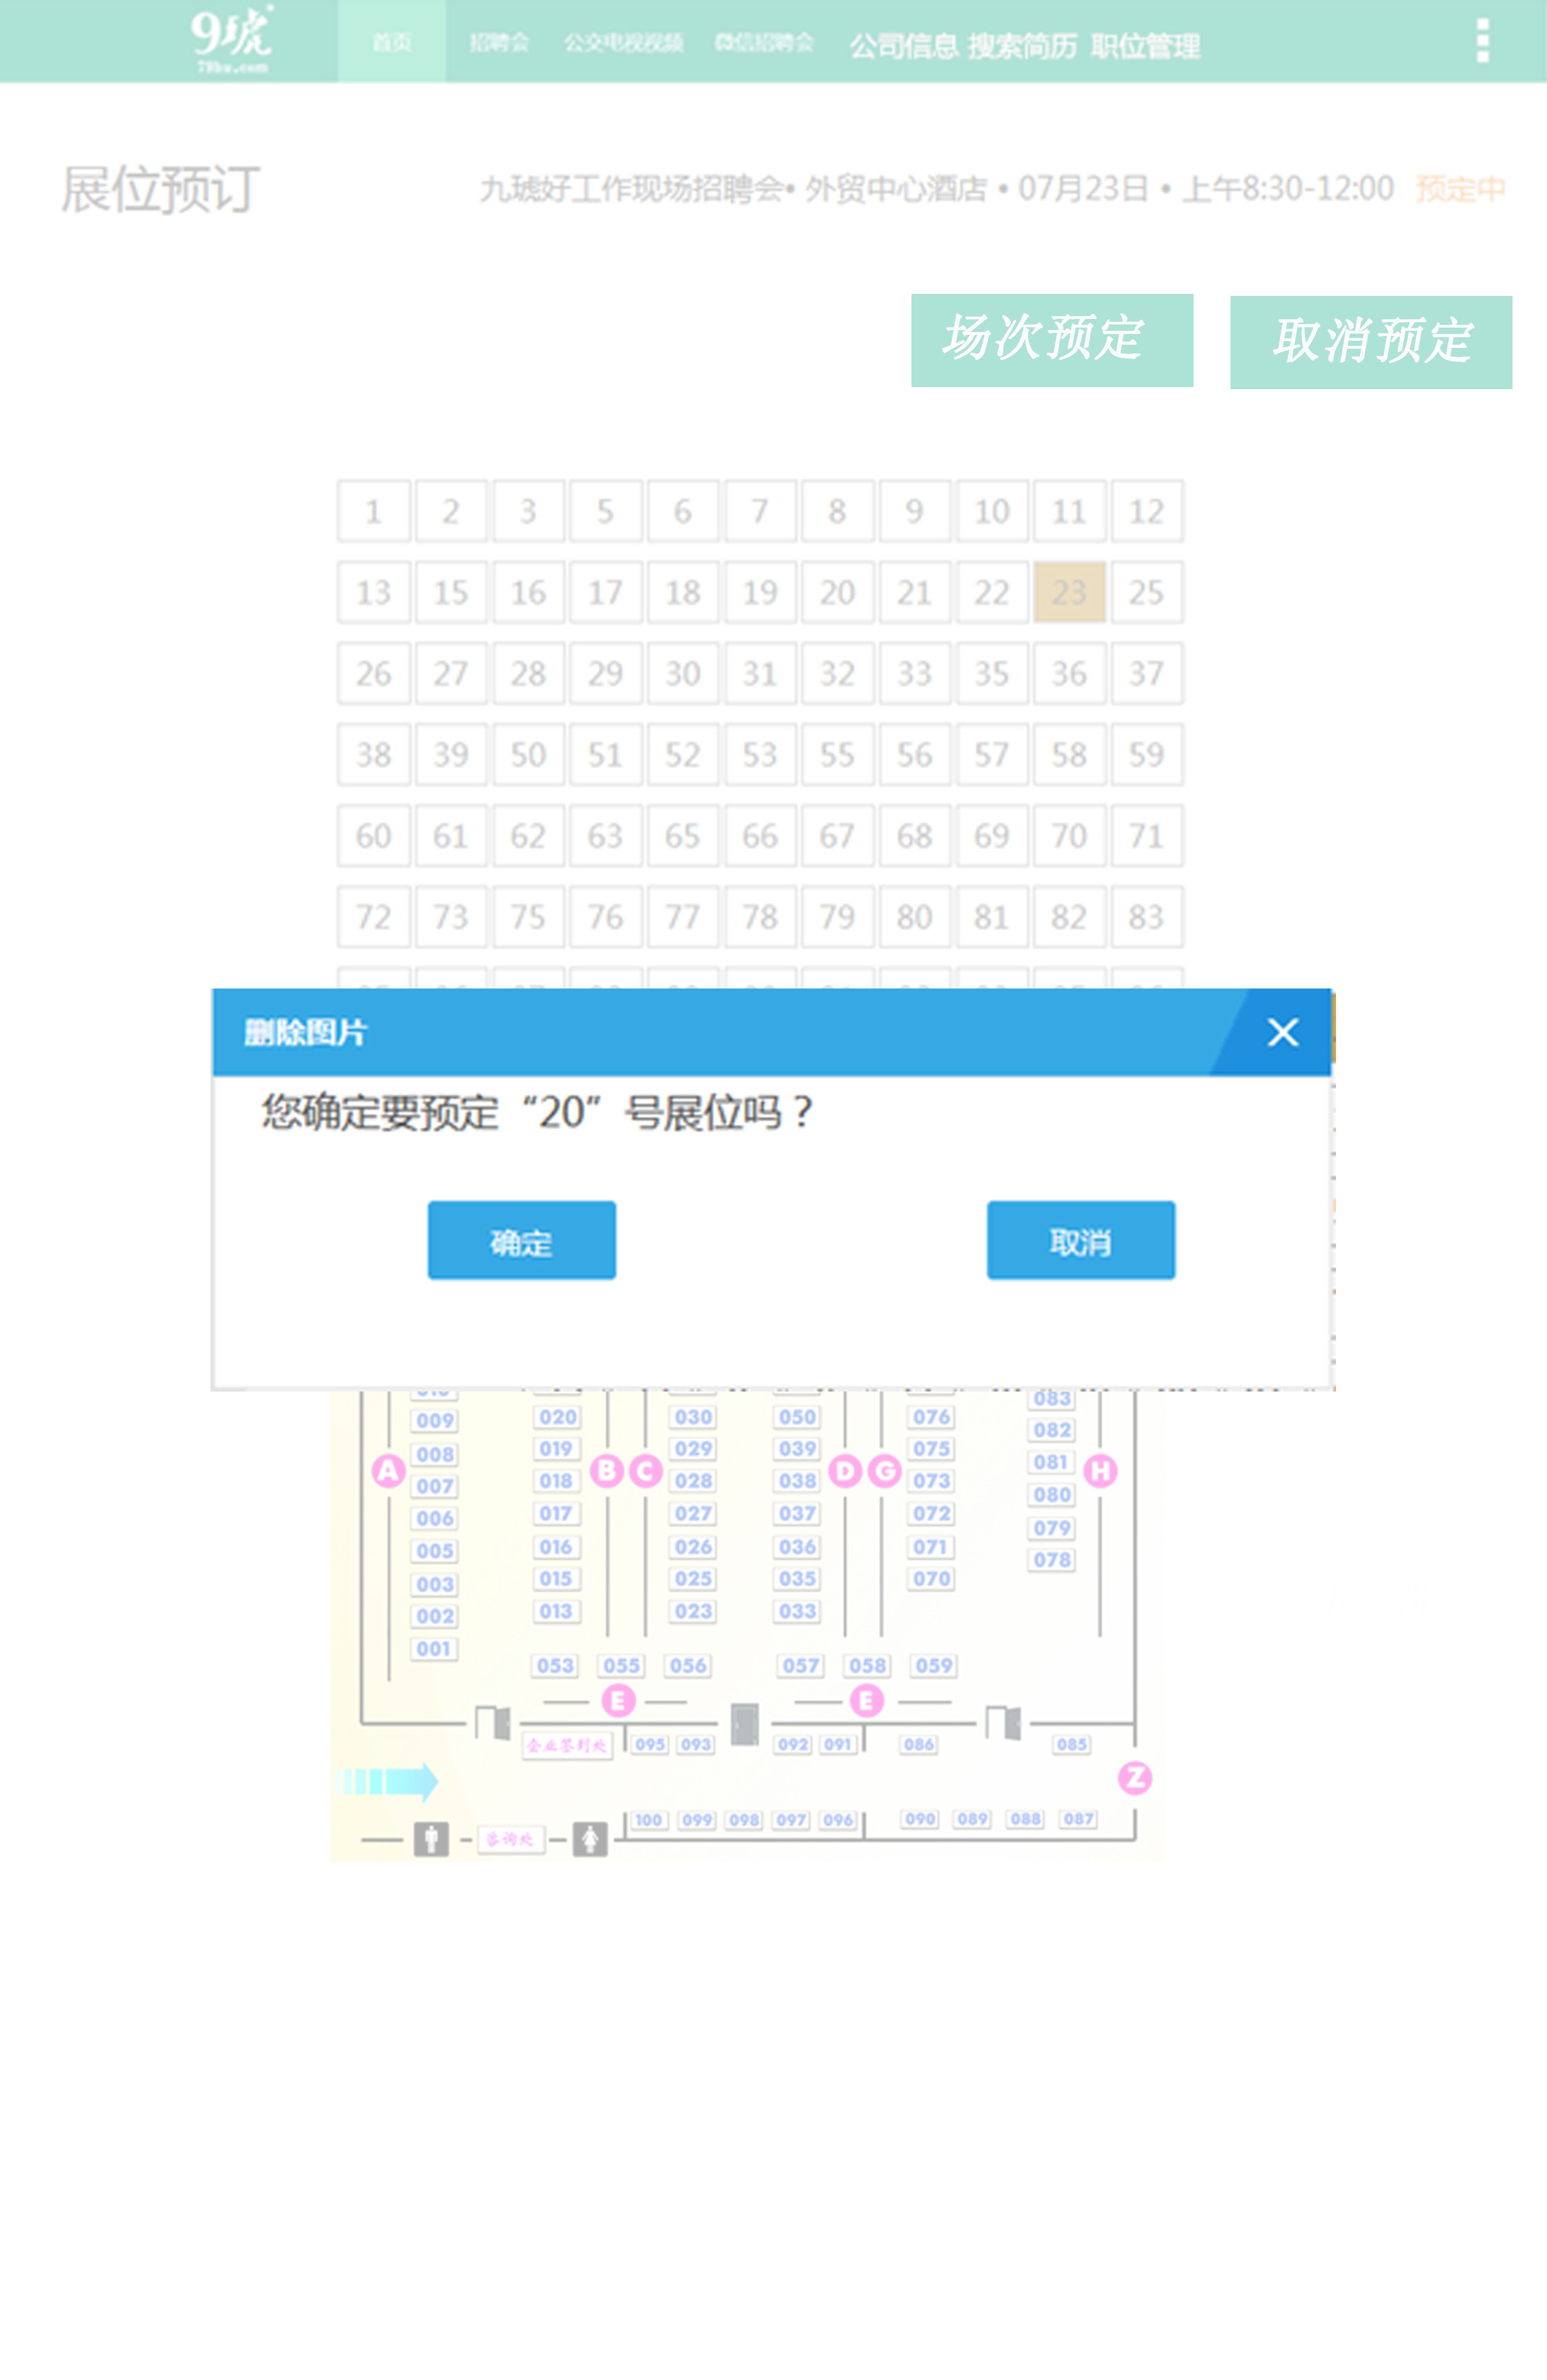 9琥
79hu.com
首页 招聘会 公交电视视频 微信招聘会 公司信息 搜索简历 职位管理
展位预订
九琥好工作现场招聘会• 外贸中心酒店 • 07月23日 • 上午8:30-12:00 预定中
场次预定 取消预定
1 2 3 5 6 7 8 9 10 11 12
13 15 16 17 18 19 20 21 22 23 25
26 27 28 29 30 31 32 33 35 36 37
38 39 50 51 52 53 55 56 57 58 59
60 61 62 63 65 66 67 68 69 70 71
72 73 75 76 77 78 79 80 81 82 83
删除图片
您确定要预定“20”号展位吗？
确定 取消
083
009 020 030 050 076 082
008 019 029 039 075 081
A B C D G H
007 018 028 038 073 080
006 017 027 037 072 079
005 016 026 036 071 078
003 015 025 035 070
002 013 023 033
001
053 055 056 057 058 059
E E
企业签到处 095 093 092 091 086 085
Z
100 099 098 097 096 090 089 088 087
咨询处